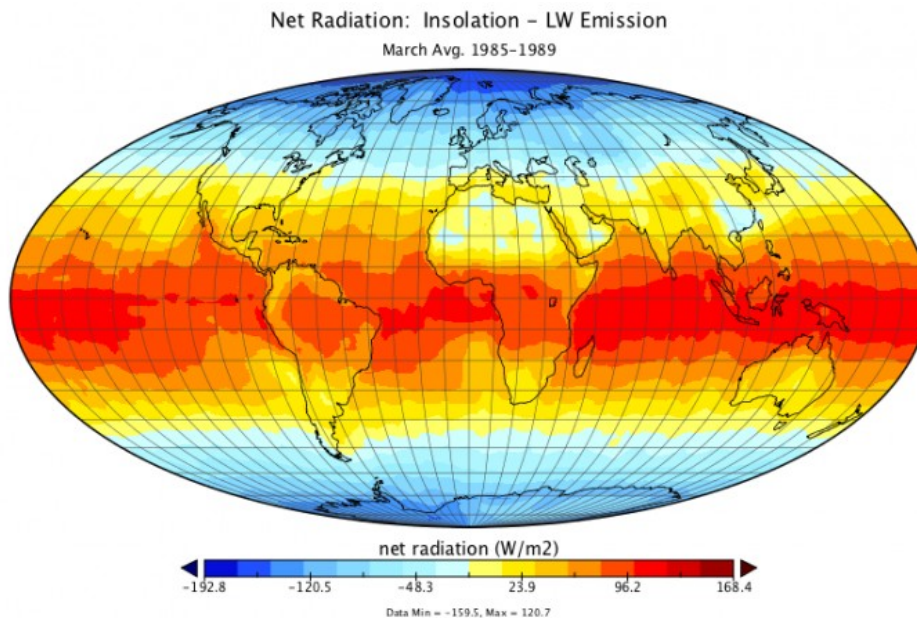 Net Radiation: Insolation – LW Emission
March Avg. 1985–1989
net radiation (W/m2)
−192.8 −120.5 −48.3 23.9 96.2 168.4
Data Min = −159.5, Max = 120.7